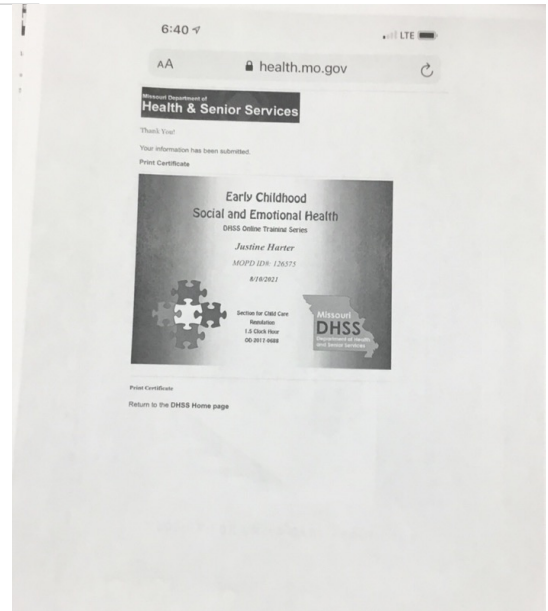 6:40
LTE
AA
health.mo.gov
Missouri Department of
Health & Senior Services
Thank You!
Your information has been submitted.
Print Certificate
Early Childhood
Social and Emotional Health
DHSS Online Training Series
Justine Harter
MOPD ID#: 126375
8/10/2021
Section for Child Care
Regulation
Clock Hour
Missouri
DHSS
Department of Health
and Senior Services
Print Certificate
Return to the DHSS Home page